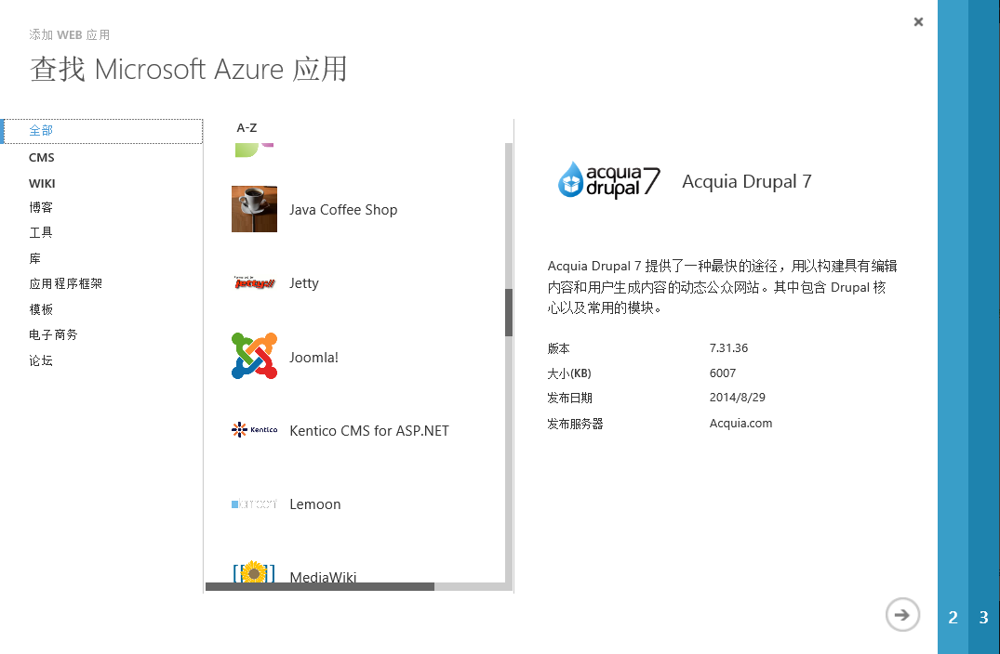 添加 WEB 应用
查找 Microsoft Azure 应用
全部
CMS
WIKI
博客
工具
库
应用程序框架
模板
电子商务
论坛
A-Z
Java Coffee Shop
Jetty
Joomla!
Kentico
Kentico CMS for ASP.NET
Lemoon
MediaWiki
acquia
drupal 7
Acquia Drupal 7
Acquia Drupal 7 提供了一种最快的途径，用以构建具有编辑
内容和用户生成内容的动态公众网站。其中包含 Drupal 核
心以及常用的模块。
版本 7.31.36
大小(KB) 6007
发布日期 2014/8/29
发布服务器 Acquia.com
2 3